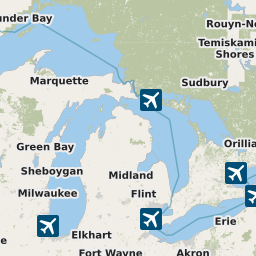 under Bay
Rouyn-No
Temiskami
Shores
Marquette
Sudbury
Green Bay
Orillia
Sheboygan
Midland
Milwaukee
Flint
Erie
Elkhart
Fort Wayne
Akron